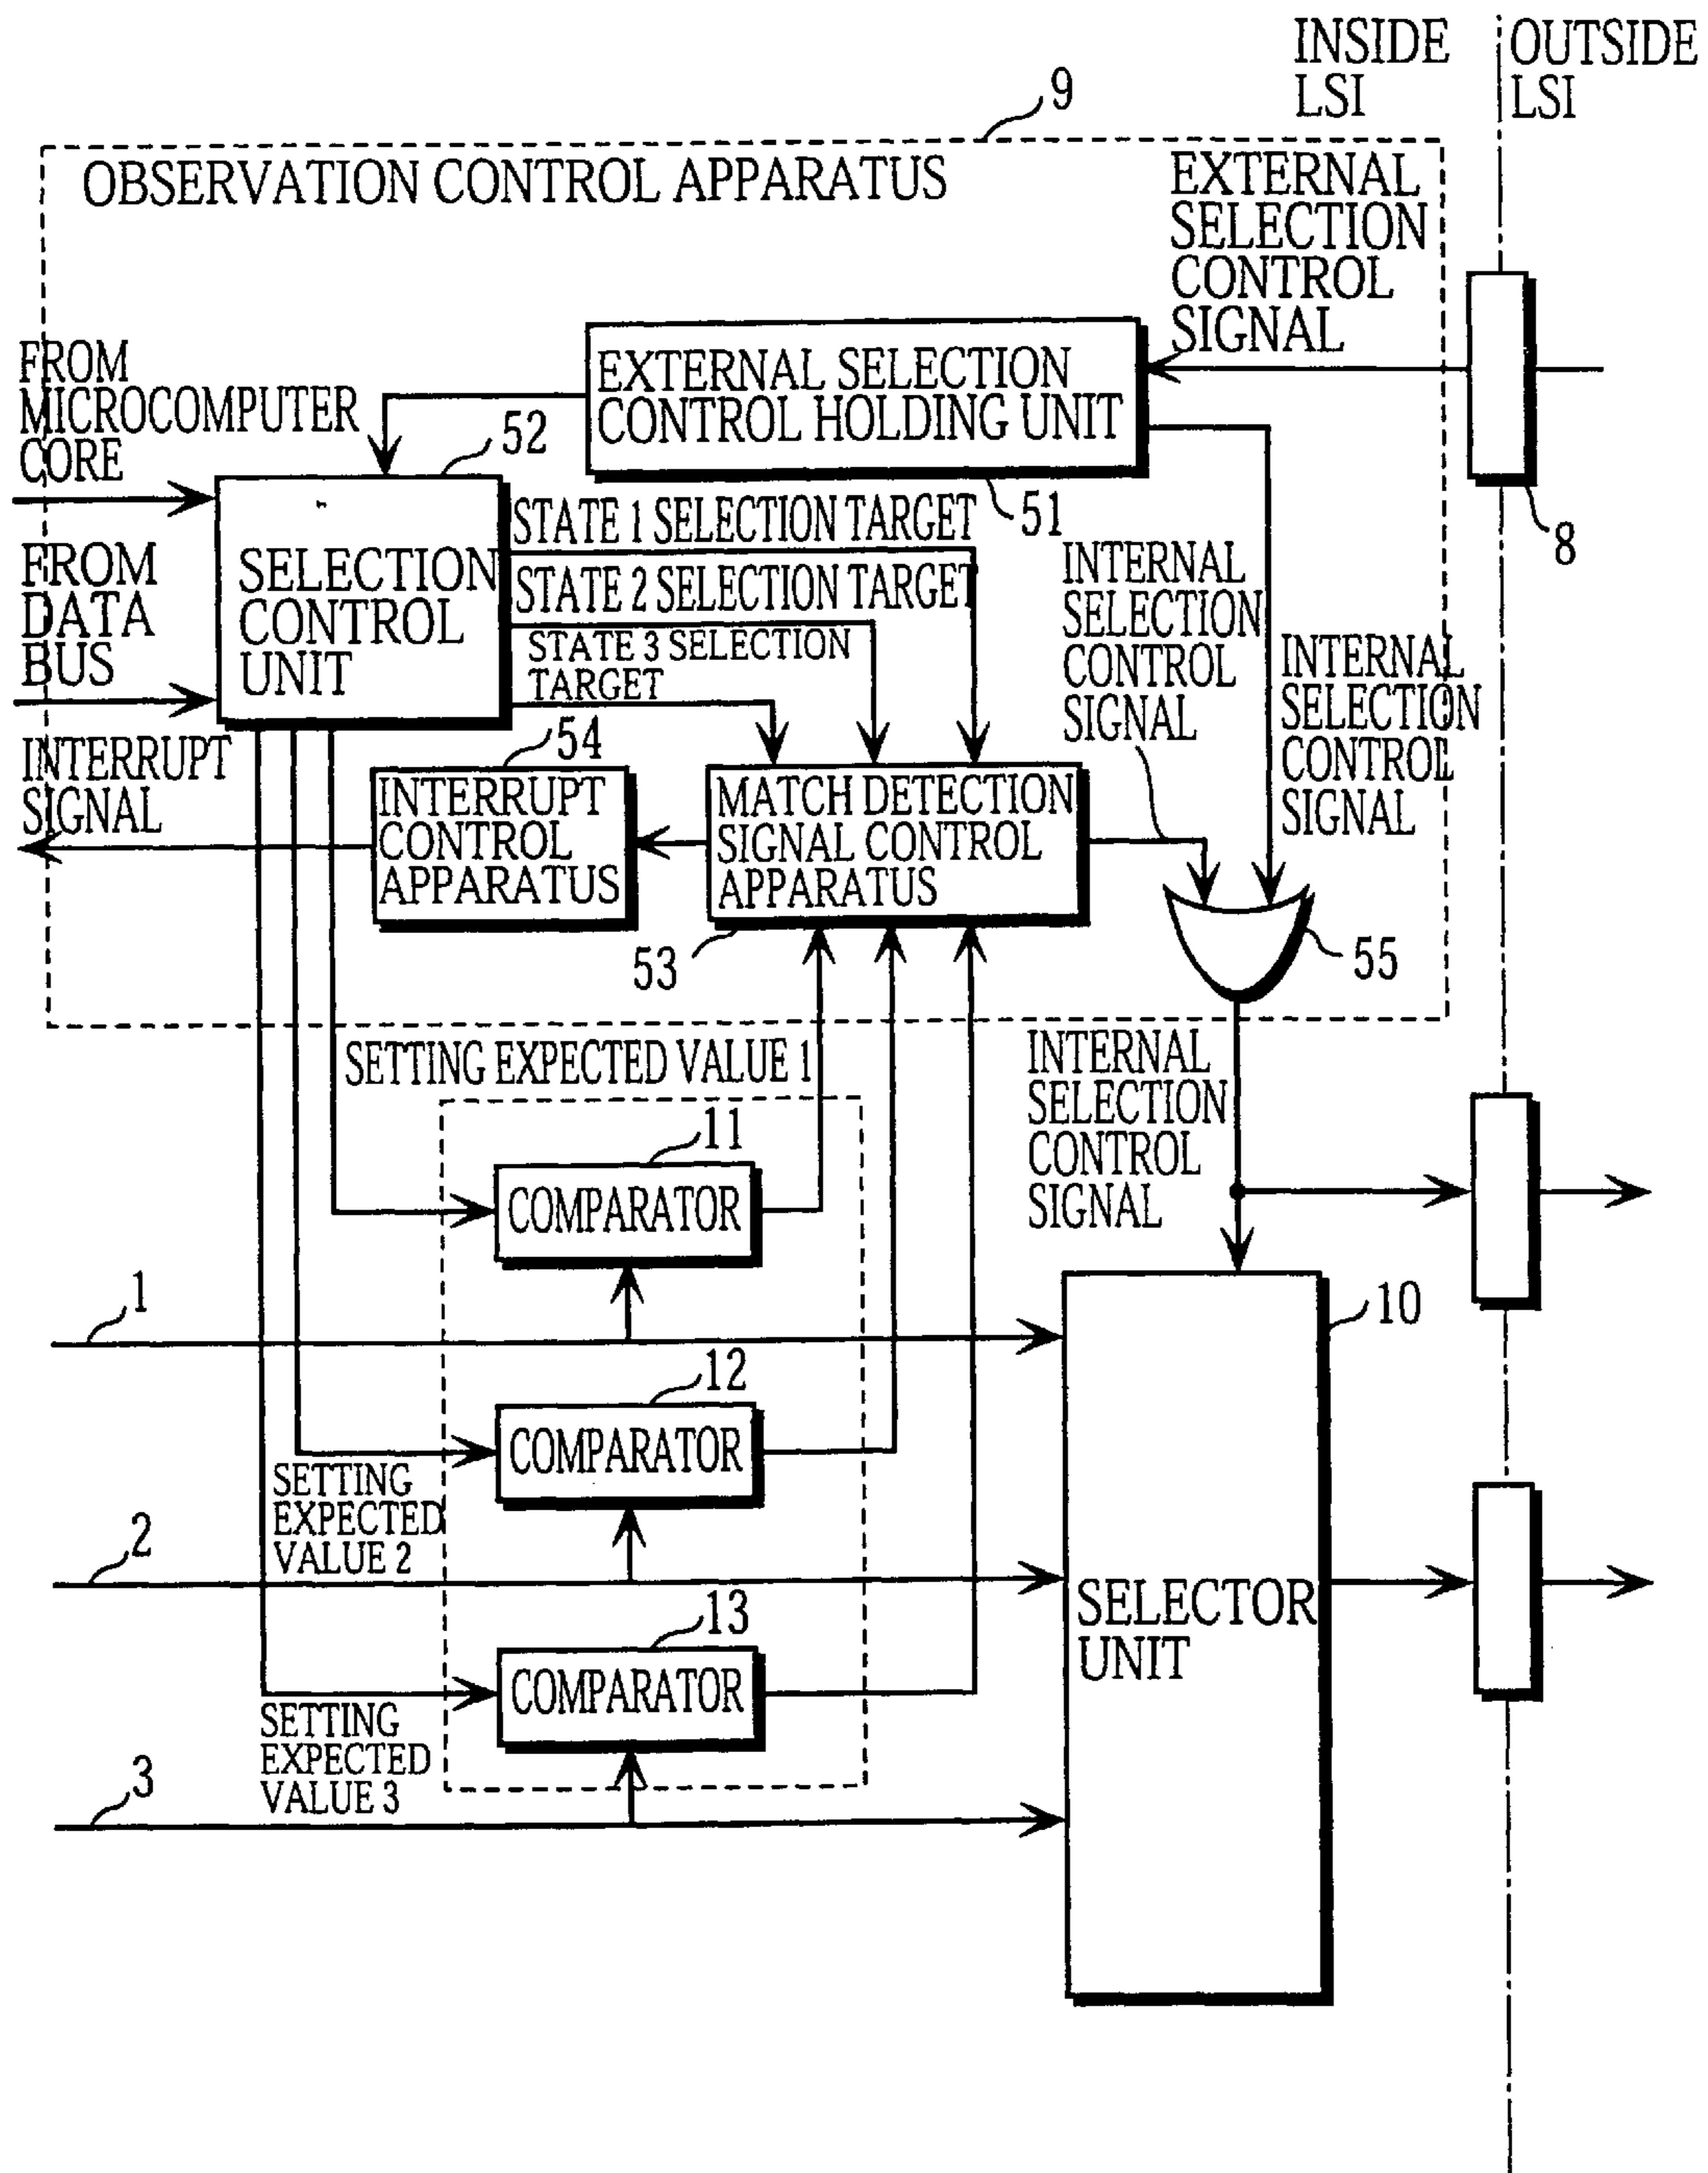 INSIDE
LSI
OUTSIDE
LSI
9
OBSERVATION CONTROL APPARATUS
EXTERNAL
SELECTION
CONTROL
SIGNAL
FROM
MICROCOMPUTER
CORE
EXTERNAL SELECTION
CONTROL HOLDING UNIT
51
52
8
FROM
DATA
BUS
SELECTION
CONTROL
UNIT
STATE 1 SELECTION TARGET
STATE 2 SELECTION TARGET
STATE 3 SELECTION
TARGET
INTERNAL
SELECTION
CONTROL
SIGNAL
INTERNAL
SELECTION
CONTROL
SIGNAL
INTERRUPT
SIGNAL
54
INTERRUPT
CONTROL
APPARATUS
MATCH DETECTION
SIGNAL CONTROL
APPARATUS
53
55
SETTING EXPECTED VALUE 1
INTERNAL
SELECTION
CONTROL
SIGNAL
11
COMPARATOR
1
10
12
COMPARATOR
SETTING
EXPECTED
VALUE 2
2
SELECTOR
UNIT
13
COMPARATOR
SETTING
EXPECTED
VALUE 3
3